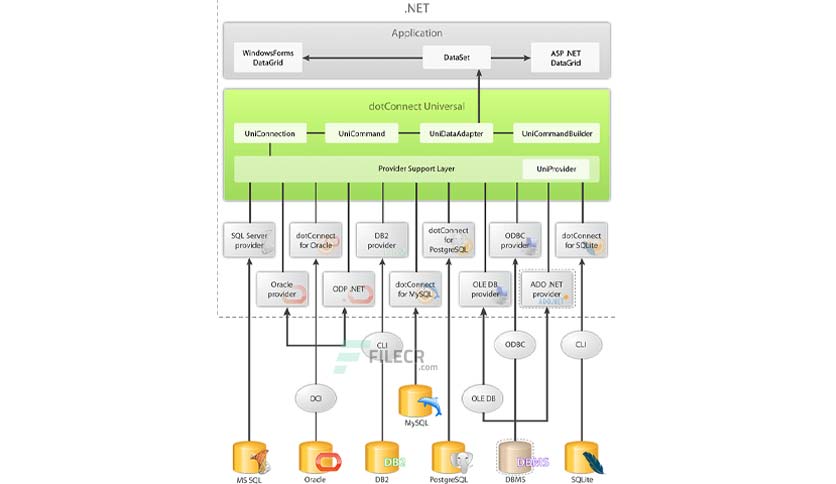 .NET
Application
WindowsForms
DataGrid
DataSet
ASP .NET
DataGrid
dotConnect Universal
UniConnection
UniCommand
UniDataAdapter
UniCommandBuilder
Provider Support Layer
UniProvider
SQL Server
provider
dotConnect
for Oracle
DB2
provider
dotConnect
for
PostgreSQL
ODBC
provider
dotConnect
for SQLite
Oracle
provider
ODP .NET
dotConnect
for MySQL
OLE DB
provider
ADO .NET
provider
ADO.NET
CLI
ODBC
CLI
FILECR
.com
OCI
OLE DB
MySQL
DB2
DBMS
MS SQL
Oracle
DB2
PostgreSQL
DBMS
SQLite